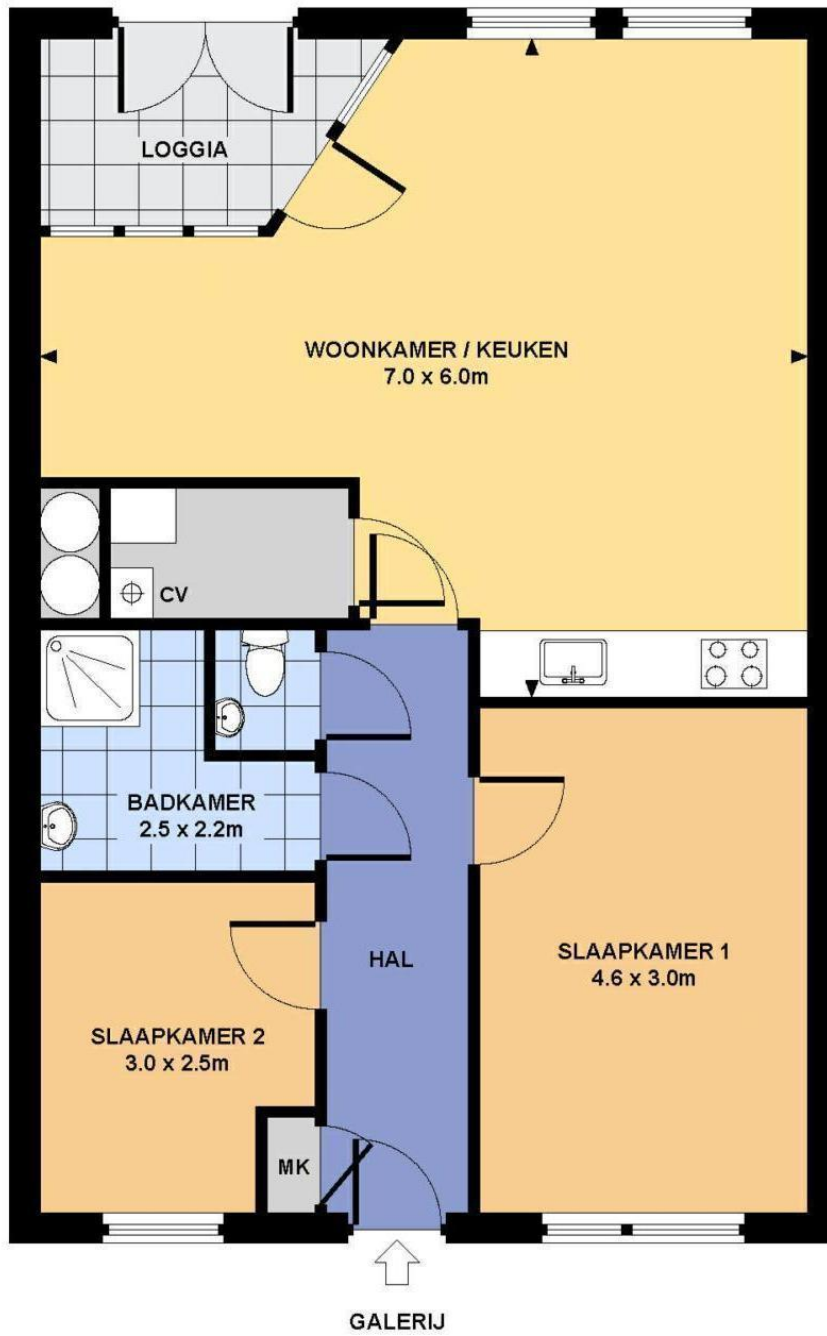 LOGGIA
WOONKAMER / KEUKEN
7.0 x 6.0m
CV
BADKAMER
2.5 x 2.2m
HAL
SLAAPKAMER 1
4.6 x 3.0m
SLAAPKAMER 2
3.0 x 2.5m
MK
GALERIJ